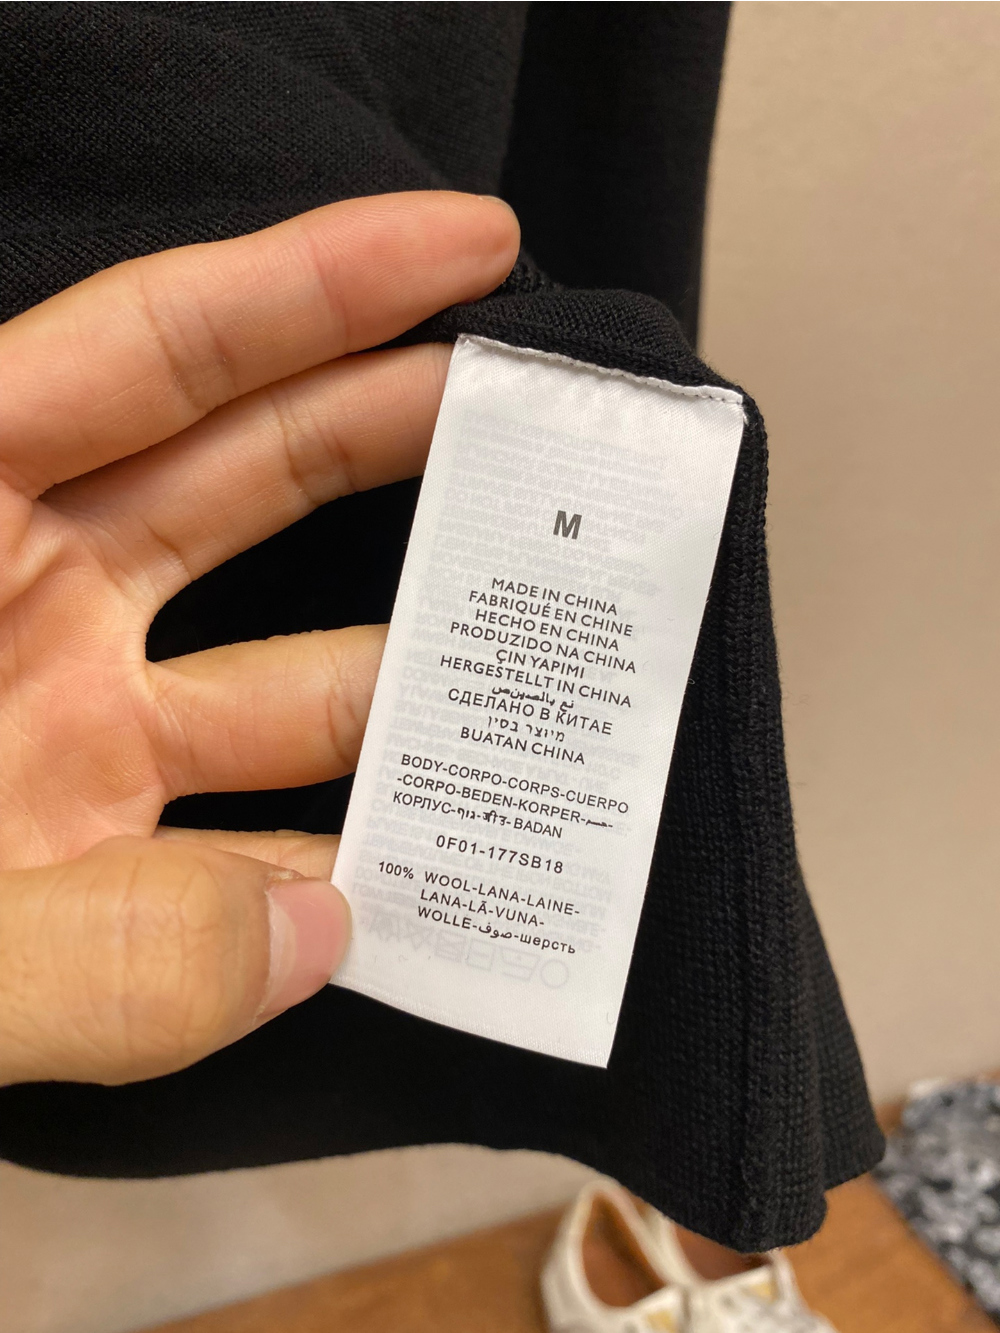 M
MADE IN CHINA
FABRIQUÉ EN CHINE
HECHO EN CHINA
PRODUZIDO NA CHINA
ÇIN YAPIMI
HERGESTELLT IN CHINA
СДЕЛАНО В КИТАЕ
מיוצר בסין
BUATAN CHINA
BODY-CORPO-CORPS-CUERPO
-CORPO-BEDEN-KORPER-جسم-
КОРПУС-גוף-बॉडी-BADAN
0F01-177SB18
100% WOOL-LANA-LAINE-
LANA-LÃ-VUNA-
WOLLE-صوف-шерсть